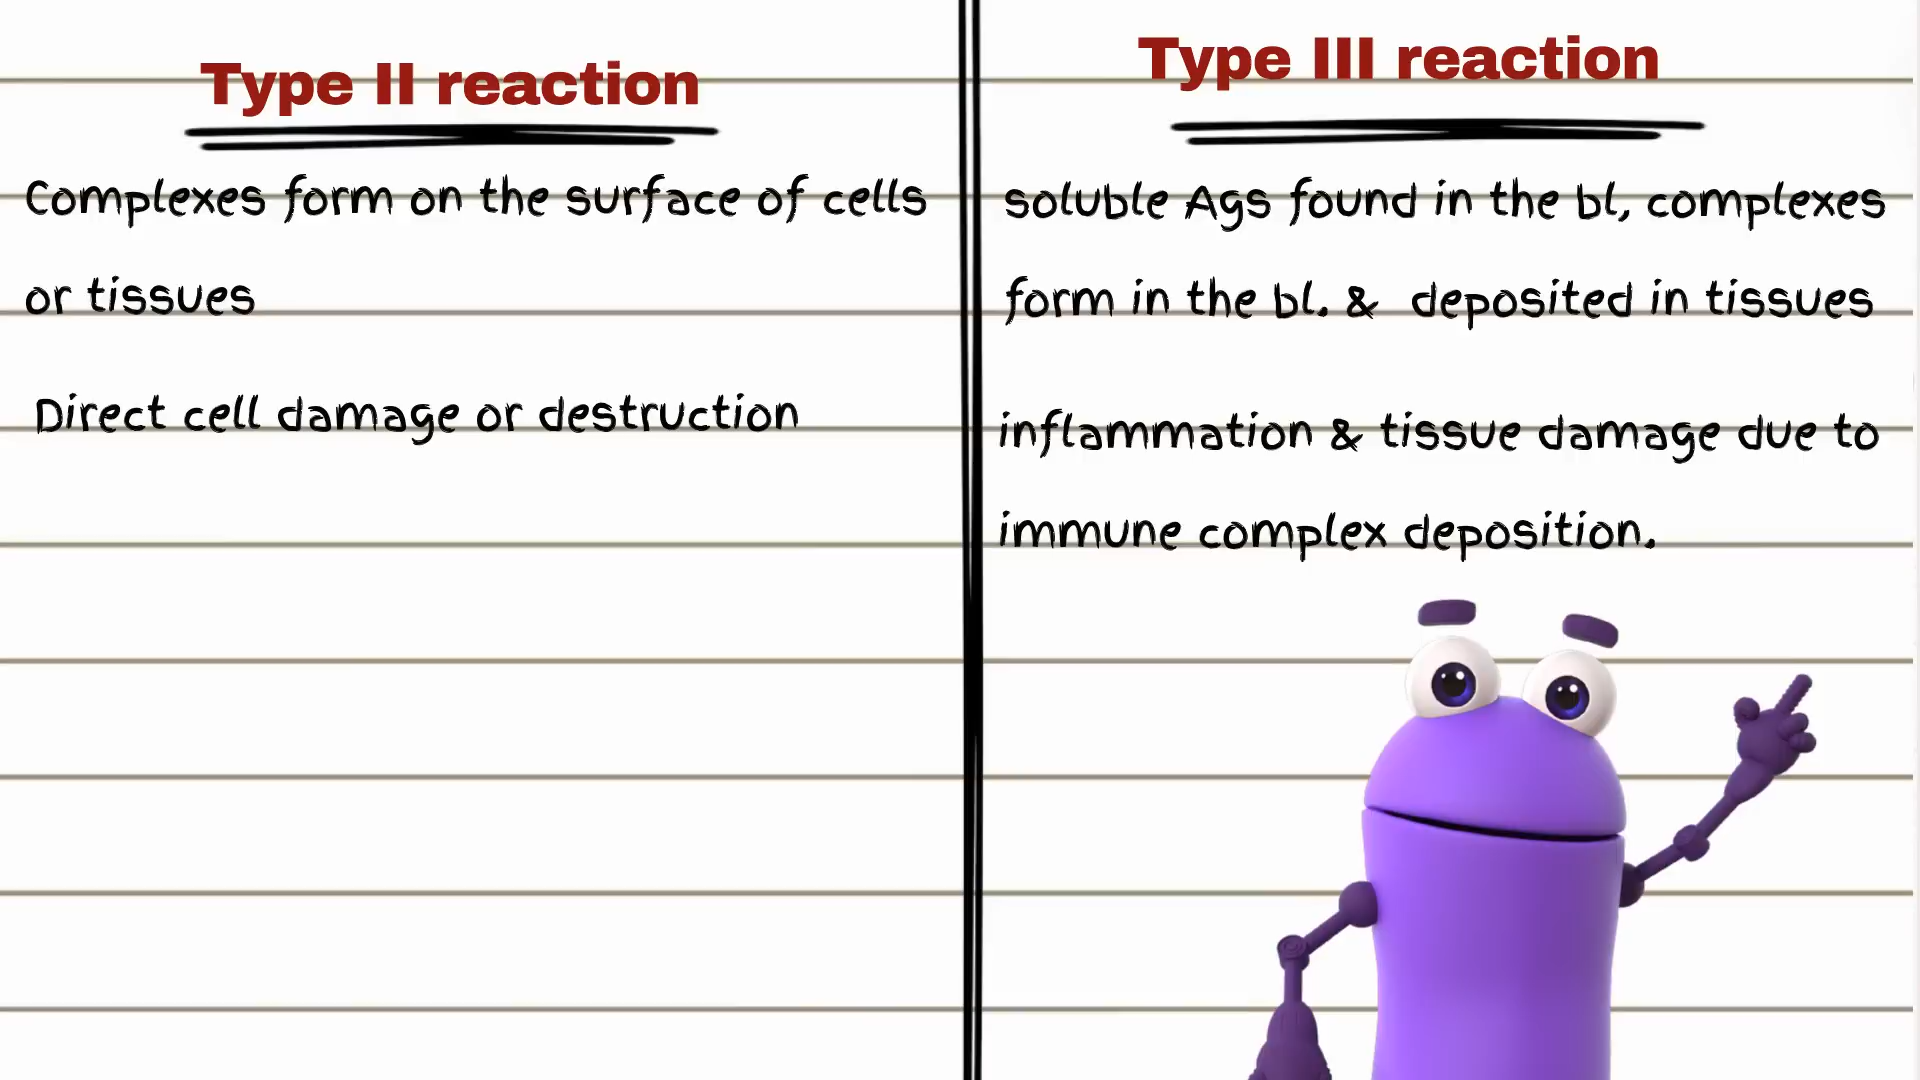 Type II reaction
Complexes form on the surface of cells
or tissues
Direct cell damage or destruction
Type III reaction
soluble Ags found in the bl, complexes
form in the bl. & deposited in tissues
inflammation & tissue damage due to
immune complex deposition.